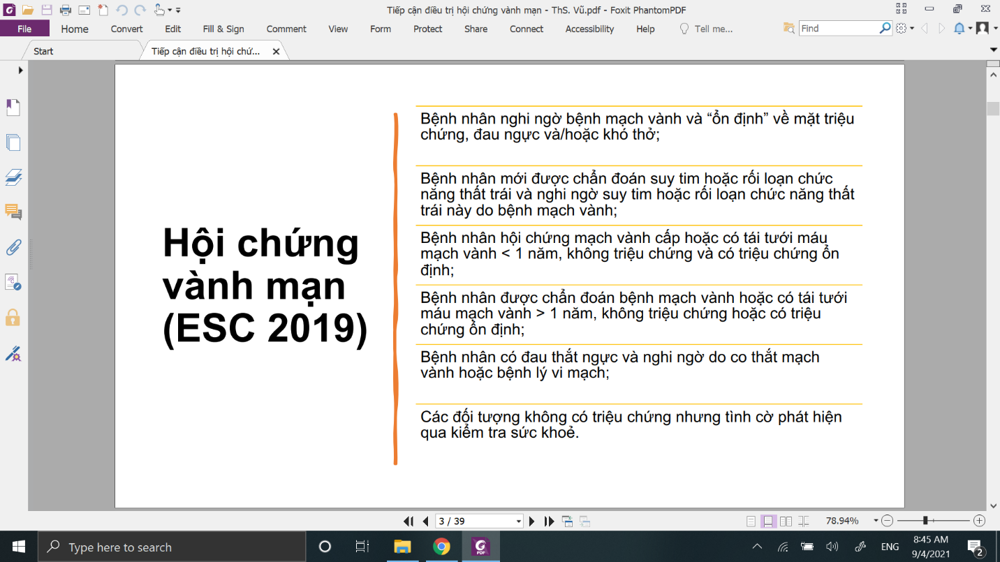 Tiếp cận điều trị hội chứng vành mạn - ThS. Vũ.pdf - Foxit PhantomPDF
File Home Convert Edit Fill & Sign Comment View Form Protect Share Connect Accessibility Help Tell me... Find
Start Tiếp cận điều trị hội chứ...
Hội chứng
vành mạn
(ESC 2019)
Bệnh nhân nghi ngờ bệnh mạch vành và “ổn định” về mặt triệu
chứng, đau ngực và/hoặc khó thở;
Bệnh nhân mới được chẩn đoán suy tim hoặc rối loạn chức
năng thất trái và nghi ngờ suy tim hoặc rối loạn chức năng thất
trái này do bệnh mạch vành;
Bệnh nhân hội chứng mạch vành cấp hoặc có tái tưới máu
mạch vành < 1 năm, không triệu chứng và có triệu chứng ổn
định;
Bệnh nhân được chẩn đoán bệnh mạch vành hoặc có tái tưới
máu mạch vành > 1 năm, không triệu chứng hoặc có triệu
chứng ổn định;
Bệnh nhân có đau thắt ngực và nghi ngờ do co thắt mạch
vành hoặc bệnh lý vi mạch;
Các đối tượng không có triệu chứng nhưng tình cờ phát hiện
qua kiểm tra sức khoẻ.
3 / 39
78.94%
Type here to search
PDF
ENG
8:45 AM
9/4/2021
2